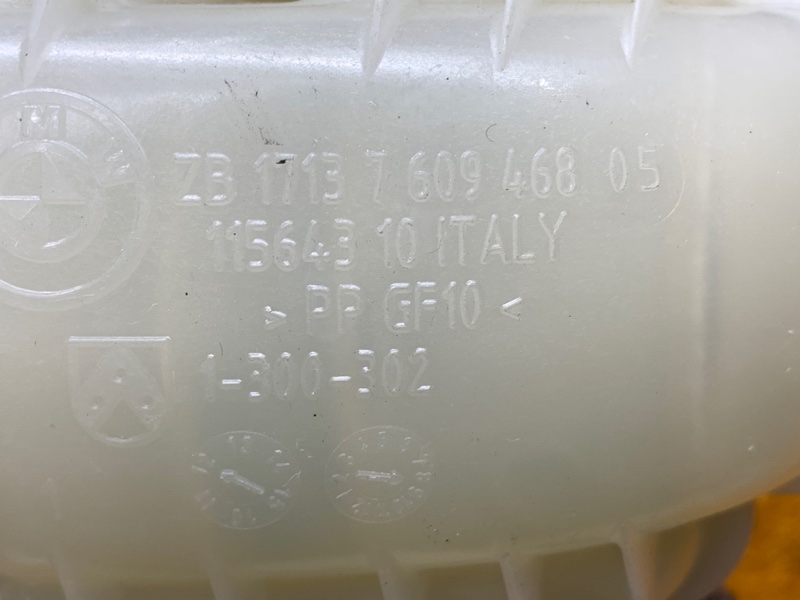 M
ZB 1713 7 609 468 05
115643 10 ITALY
> PP GF10 <
1-300-302